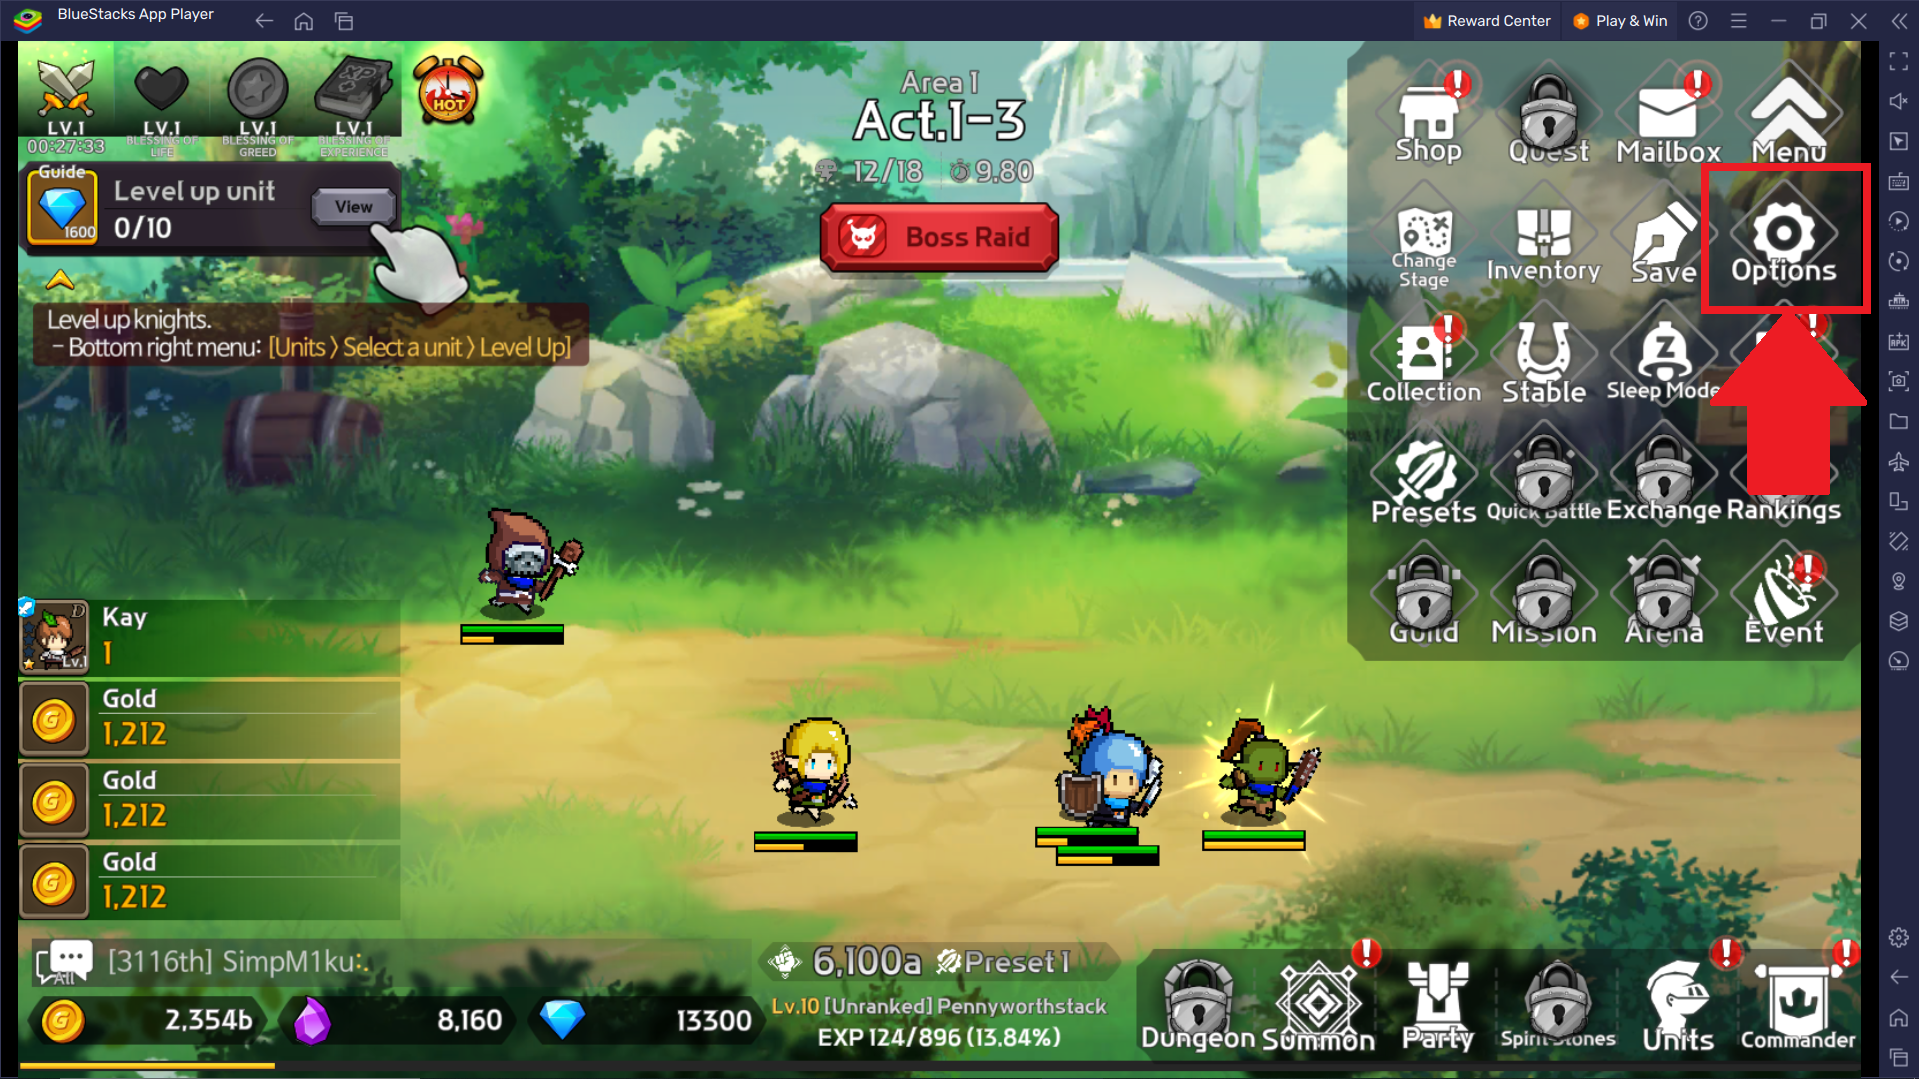 BlueStacks App Player
Reward Center
Play & Win
LV.1
00:27:33
LV.1
BLESSING OF
LIFE
LV.1
BLESSING OF
GREED
XP
LV.1
BLESSING OF
EXPERIENCE
HOT
Area 1
Act.1-3
12/18
9.80
Boss Raid
Guide
1600
Level up unit
0/10
View
Level up knights.
- Bottom right menu: [Units > Select a unit > Level Up]
Shop
Quest
Mailbox
Menu
Change
Stage
Inventory
Save
Options
Collection
Stable
Z
Sleep Mode
Presets
Quick Battle
Exchange
Rankings
Guild
Mission
Arena
Event
D
Lv.1
Kay
1
G
Gold
1,212
G
Gold
1,212
G
Gold
1,212
All
[3116th] SimpM1ku:.
6,100a
Preset 1
G
2,354b
8,160
13300
Lv.10 [Unranked] Pennyworthstack
EXP 124/896 (13.84%)
Dungeon
Summon
Party
Spirit Stones
Units
Commander
RTM
APK